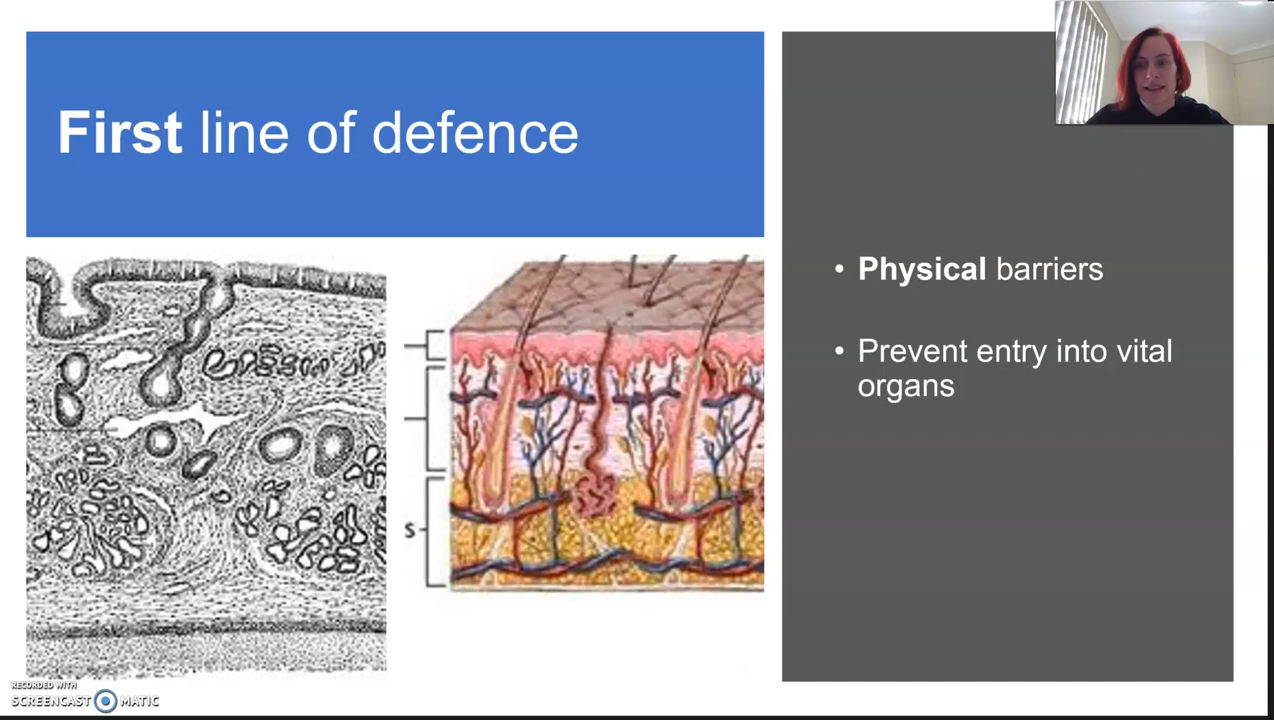 First line of defence
• Physical barriers
• Prevent entry into vital
organs
S
RECORDED WITH
SCREENCAST MATIC